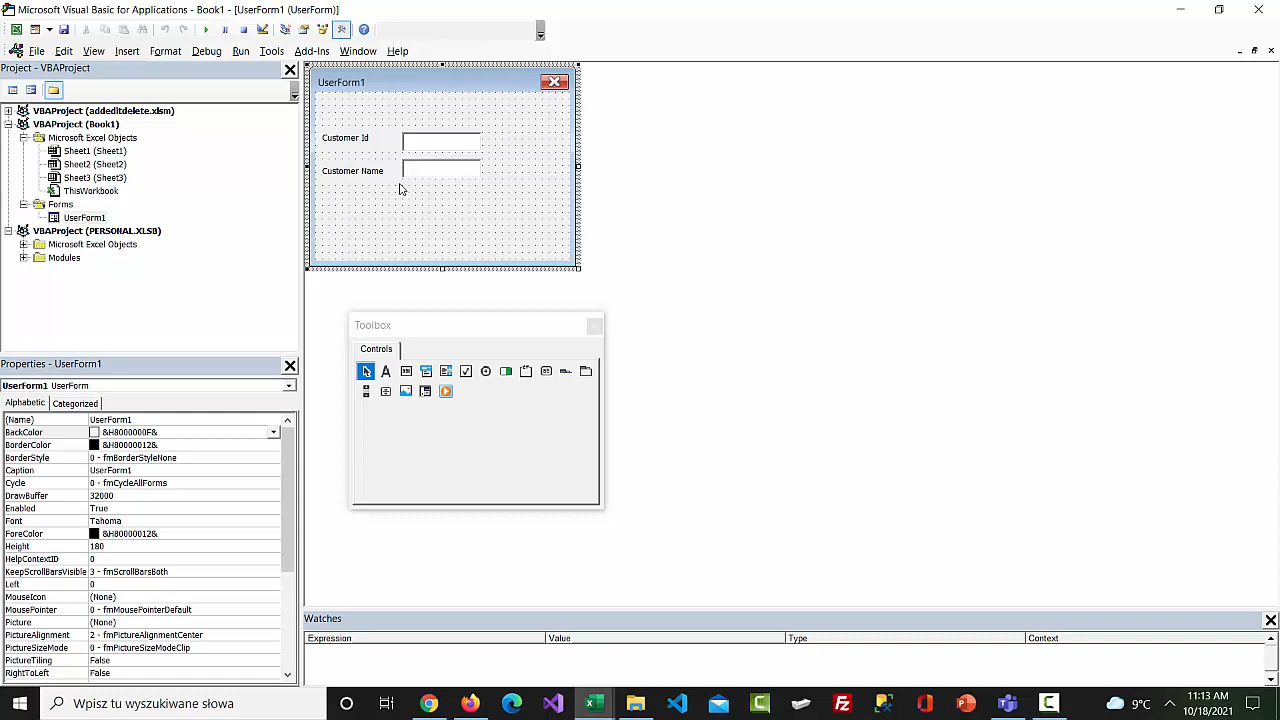 Microsoft Visual Basic for Applications - Book1 - [UserForm1 (UserForm)]
File Edit View Insert Format Debug Run Tools Add-Ins Window Help
Project - VBAProject
VBAProject (addeditdelete.xlsm)
VBAProject (Book1)
Microsoft Excel Objects
Sheet1 (Sheet1)
Sheet2 (Sheet2)
Sheet3 (Sheet3)
ThisWorkbook
Forms
UserForm1
VBAProject (PERSONAL.XLSB)
Microsoft Excel Objects
Modules
UserForm1
Customer Id
Customer Name
Toolbox
Controls
Properties - UserForm1
UserForm1 UserForm
Alphabetic Categorized
(Name) UserForm1
BackColor &H8000000F&
BorderColor &H80000012&
BorderStyle 0 - fmBorderStyleNone
Caption UserForm1
Cycle 0 - fmCycleAllForms
DrawBuffer 32000
Enabled True
Font Tahoma
ForeColor &H80000012&
Height 180
HelpContextID 0
KeepScrollBarsVisible 3 - fmScrollBarsBoth
Left 0
MouseIcon (None)
MousePointer 0 - fmMousePointerDefault
Picture (None)
PictureAlignment 2 - fmPictureAlignmentCenter
PictureSizeMode 0 - fmPictureSizeModeClip
PictureTiling False
RightToLeft False
Watches
Expression Value Type Context
Wpisz tu wyszukiwane słowa
9°C
11:13 AM
10/18/2021